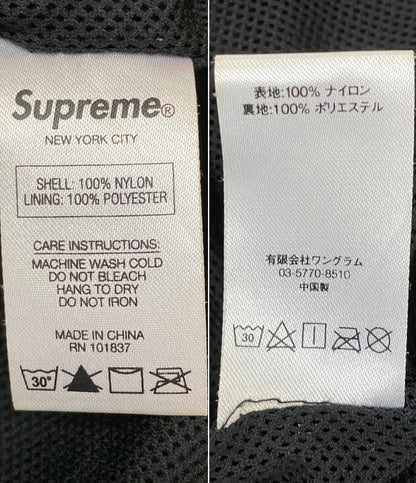 Supreme®
NEW YORK CITY
SHELL: 100% NYLON
LINING: 100% POLYESTER
CARE INSTRUCTIONS:
MACHINE WASH COLD
DO NOT BLEACH
HANG TO DRY
DO NOT IRON
MADE IN CHINA
RN 101837
30°
表地:100% ナイロン
裏地:100% ポリエステル
有限会社ワングラム
03-5770-8510
中国製
30